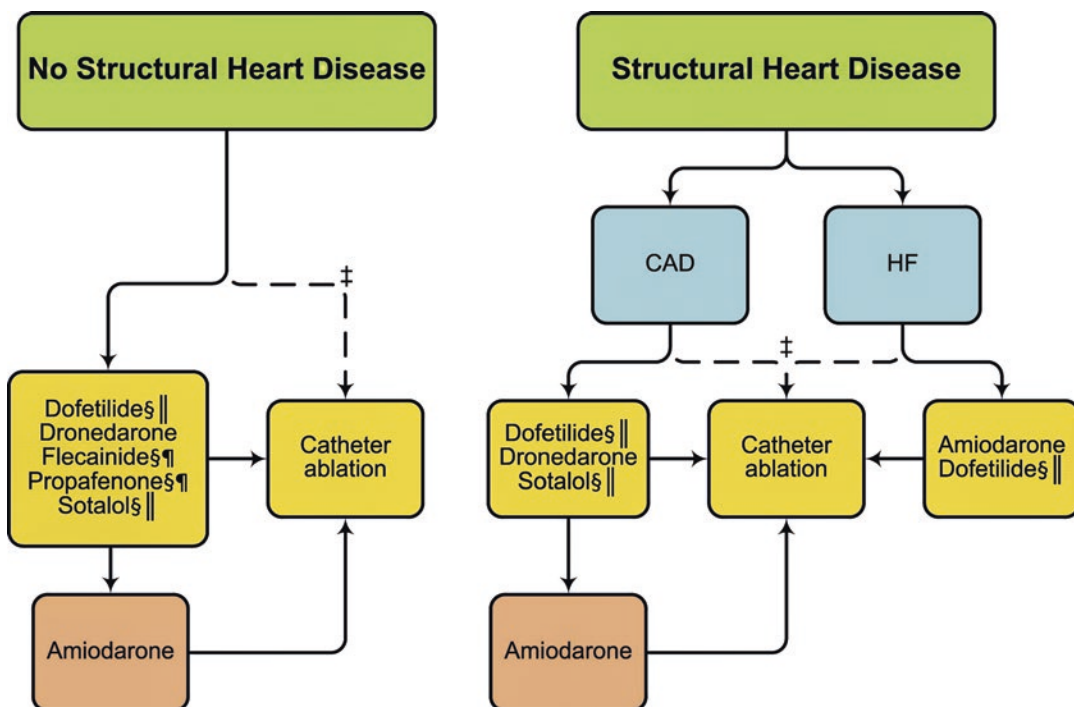 No Structural Heart Disease
Structural Heart Disease
CAD
HF
‡
‡
Dofetilide§‖
Dronedarone
Flecainide§¶
Propafenone§¶
Sotalol§‖
Catheter
ablation
Dofetilide§‖
Dronedarone
Sotalol§‖
Catheter
ablation
Amiodarone
Dofetilide§‖
Amiodarone
Amiodarone